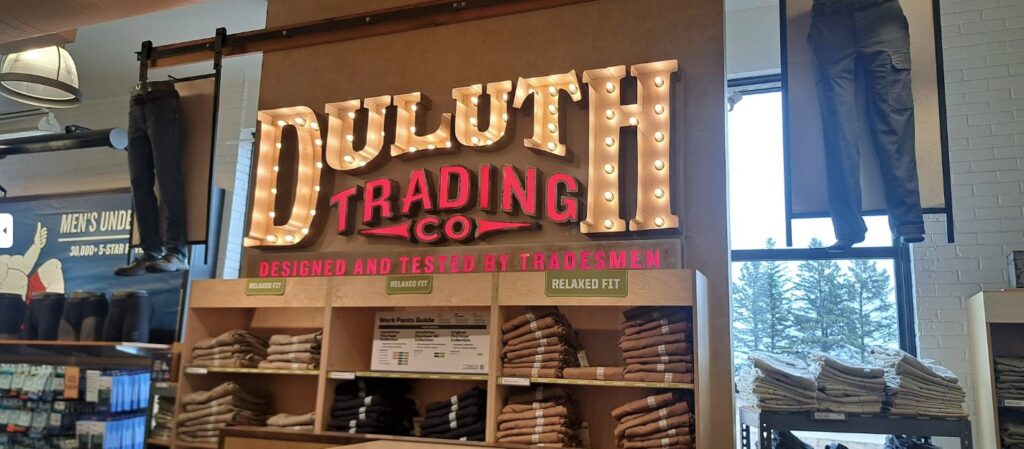 DULUTH
TRADING
CO
DESIGNED AND TESTED BY TRADESMEN
MEN'S UNDE
30,000+ 5-STAR
RELAXED FIT
RELAXED FIT
RELAXED FIT
Work Pants Guide
Collection